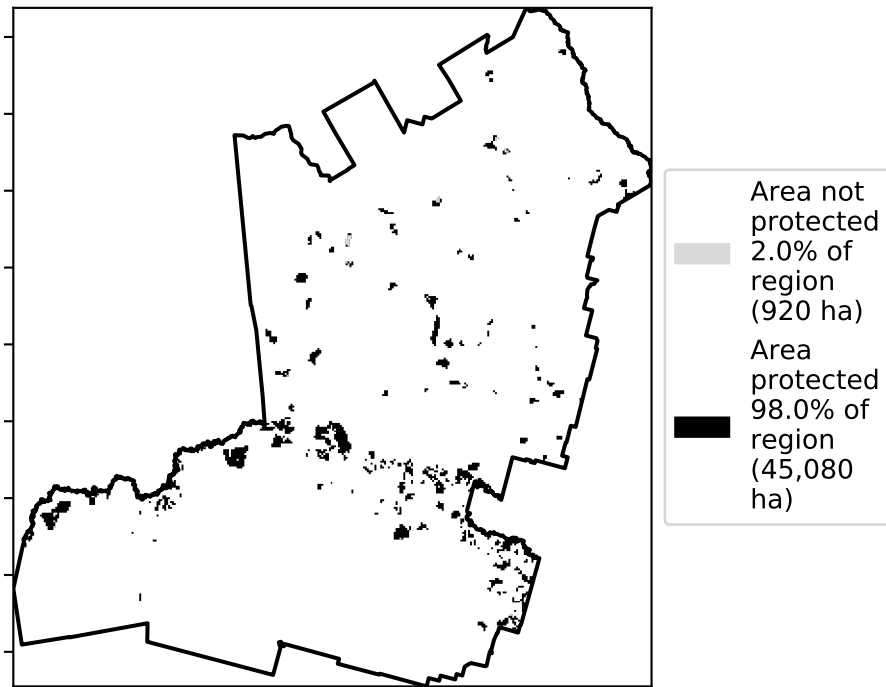 Area not
protected
2.0% of
region
(920 ha)
Area
protected
98.0% of
region
(45,080
ha)